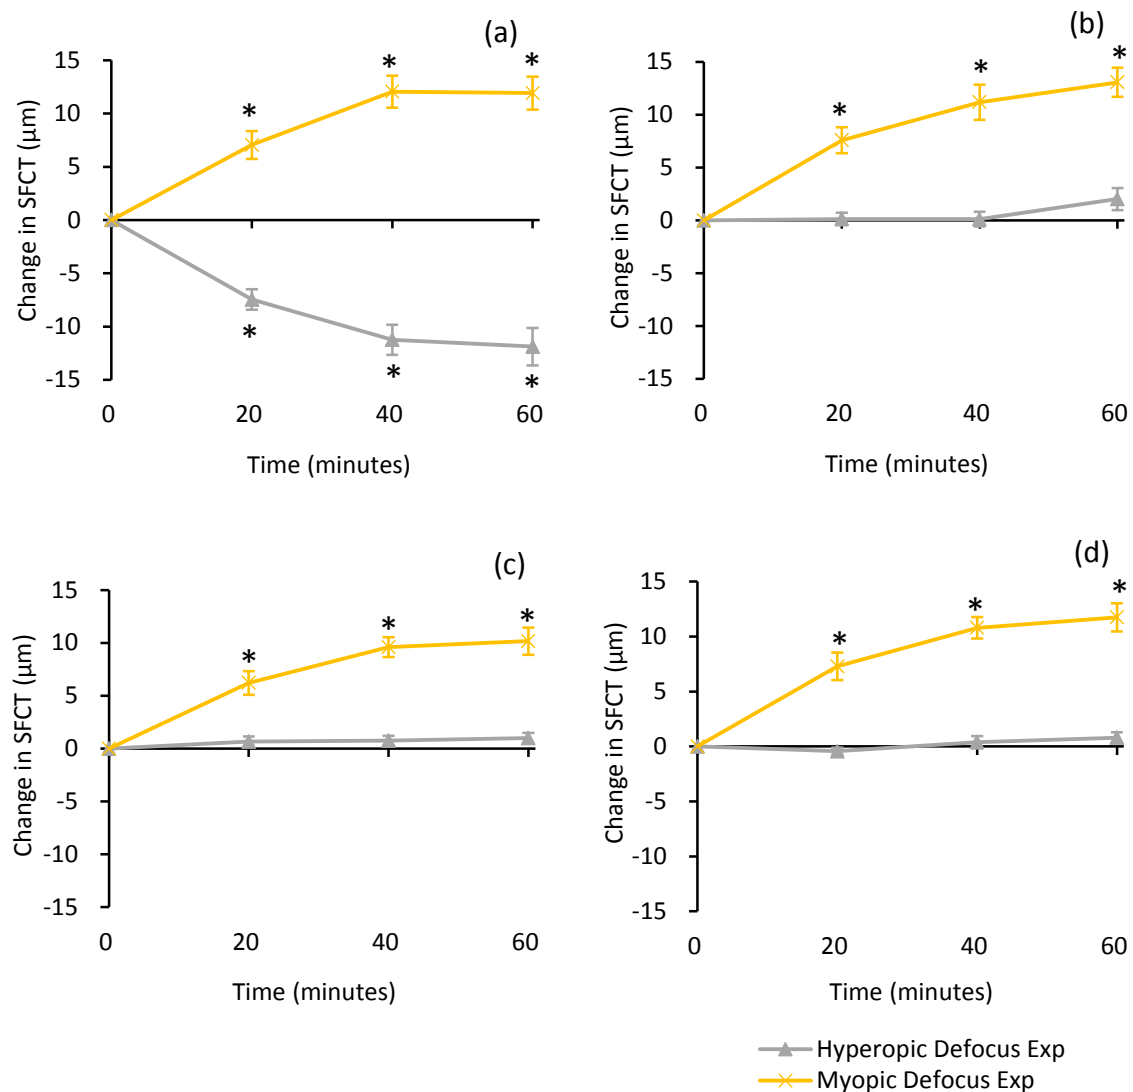 (a)
15
10
5
0
-5
-10
-15
Change in SFCT (μm)
* * *
* * *
0 20 40 60
Time (minutes)
(b)
15
10
5
0
-5
-10
-15
Change in SFCT (μm)
* * *
0 20 40 60
Time (minutes)
(c)
15
10
5
0
-5
-10
-15
Change in SFCT (μm)
* * *
0 20 40 60
Time (minutes)
(d)
15
10
5
0
-5
-10
-15
Change in SFCT (μm)
* * *
0 20 40 60
Time (minutes)
Hyperopic Defocus Exp
Myopic Defocus Exp